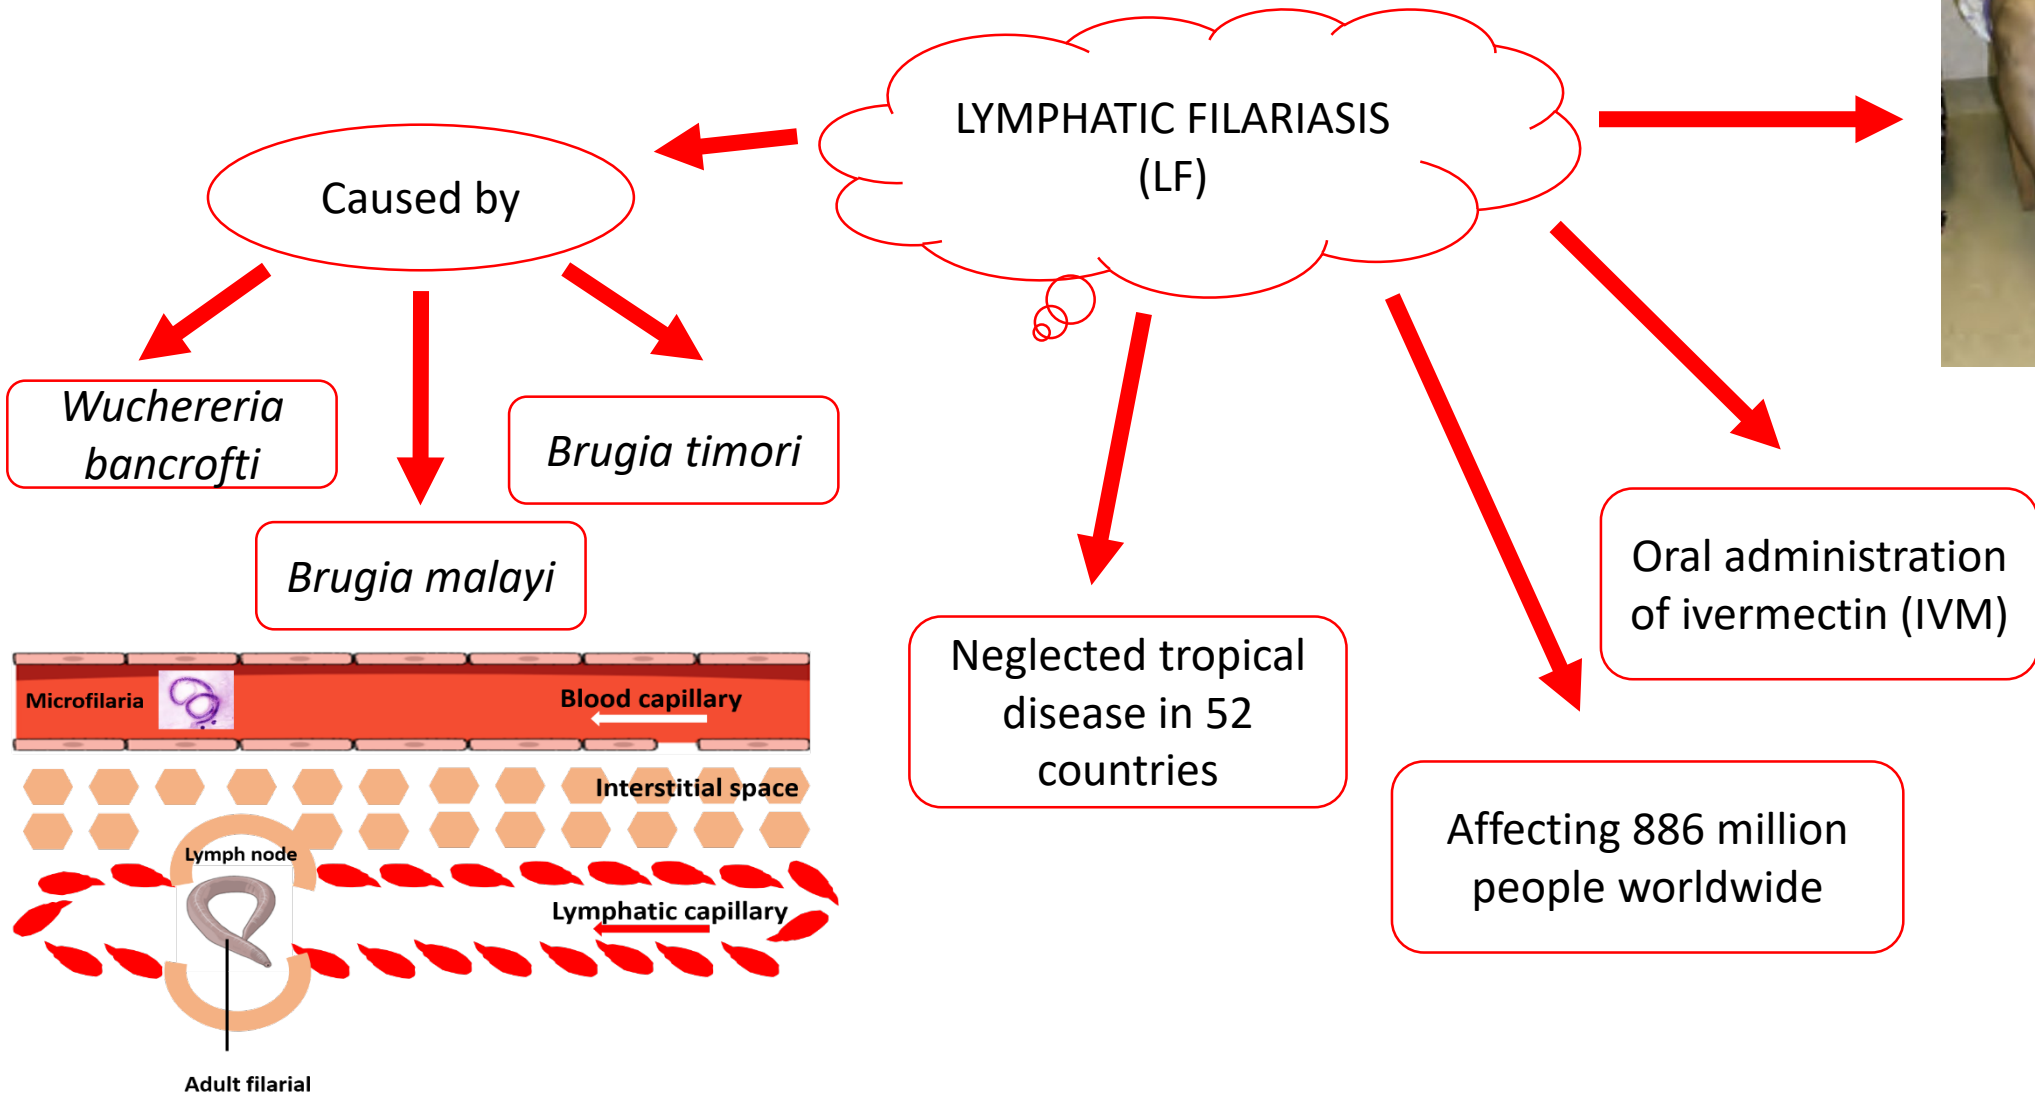 LYMPHATIC FILARIASIS
(LF)
Caused by
Wuchereria
bancrofti
Brugia timori
Brugia malayi
Neglected tropical
disease in 52
countries
Affecting 886 million
people worldwide
Oral administration
of ivermectin (IVM)
Microfilaria
Blood capillary
Interstitial space
Lymph node
Lymphatic capillary
Adult filarial